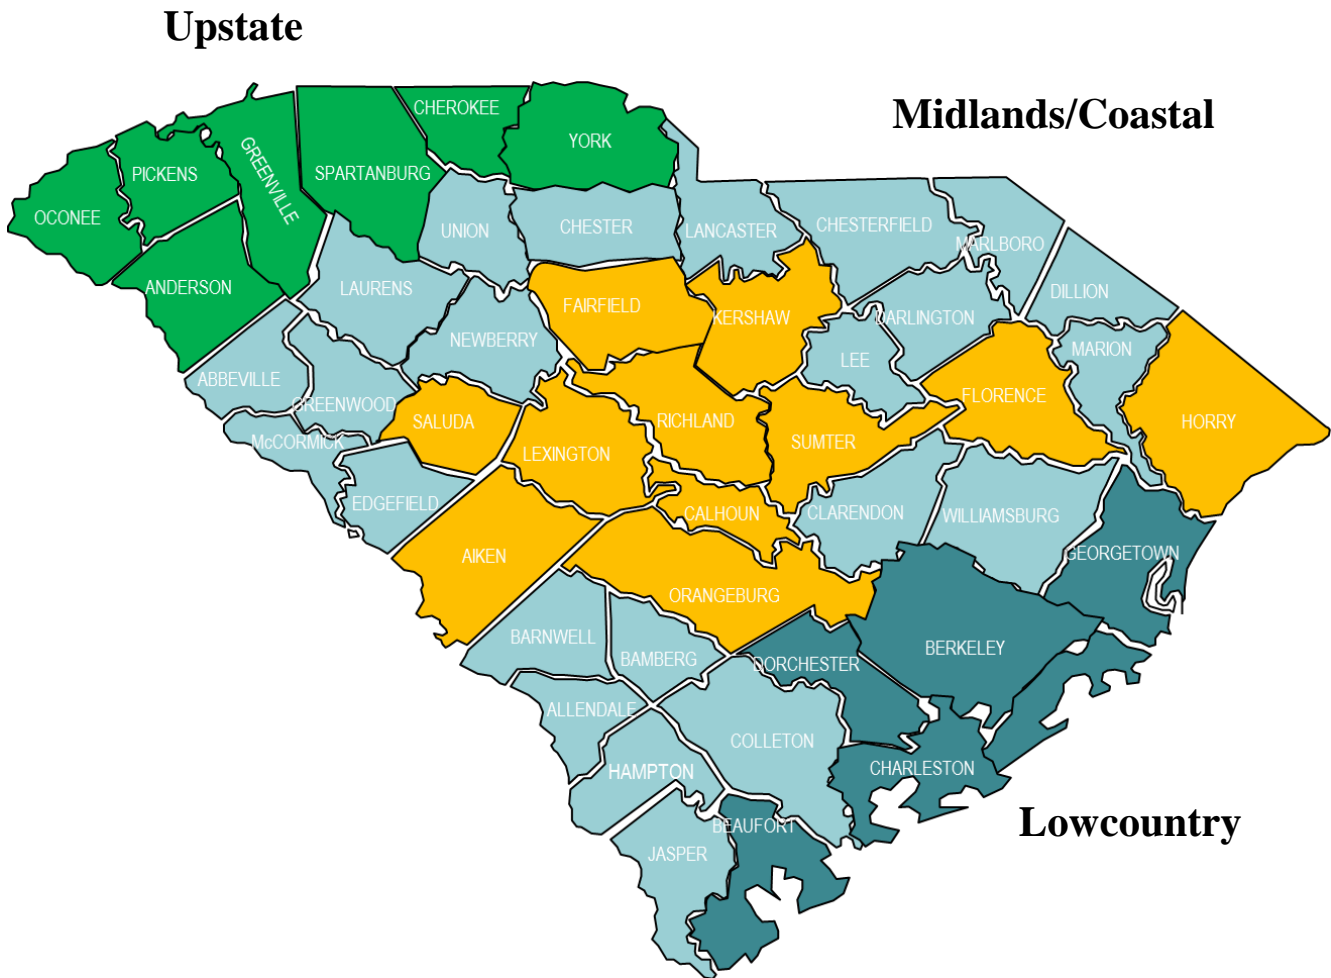 Upstate
Midlands/Coastal
CHEROKEE
YORK
GREENVILLE
SPARTANBURG
PICKENS
OCONEE
UNION
CHESTER
LANCASTER
CHESTERFIELD
MARLBORO
ANDERSON
LAURENS
FAIRFIELD
KERSHAW
DARLINGTON
DILLION
NEWBERRY
LEE
MARION
ABBEVILLE
GREENWOOD
FLORENCE
SALUDA
RICHLAND
HORRY
McCORMICK
LEXINGTON
SUMTER
EDGEFIELD
CALHOUN
CLARENDON
WILLIAMSBURG
AIKEN
GEORGETOWN
ORANGEBURG
BARNWELL
BAMBERG
DORCHESTER
BERKELEY
ALLENDALE
COLLETON
HAMPTON
CHARLESTON
Lowcountry
BEAUFORT
JASPER